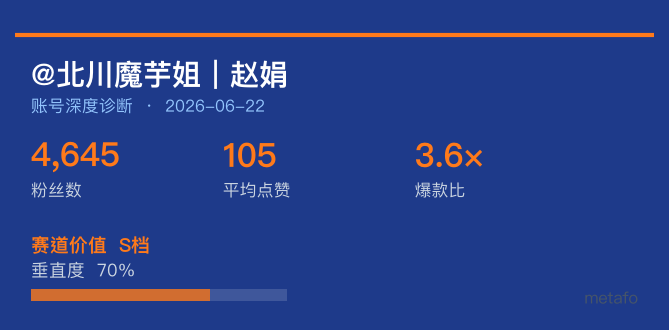 @北川魔芋姐｜赵娟
账号深度诊断 · 2026-06-22
4,645 105 3.6×
粉丝数 平均点赞 爆款比
赛道价值 S档
垂直度 70%
metafo